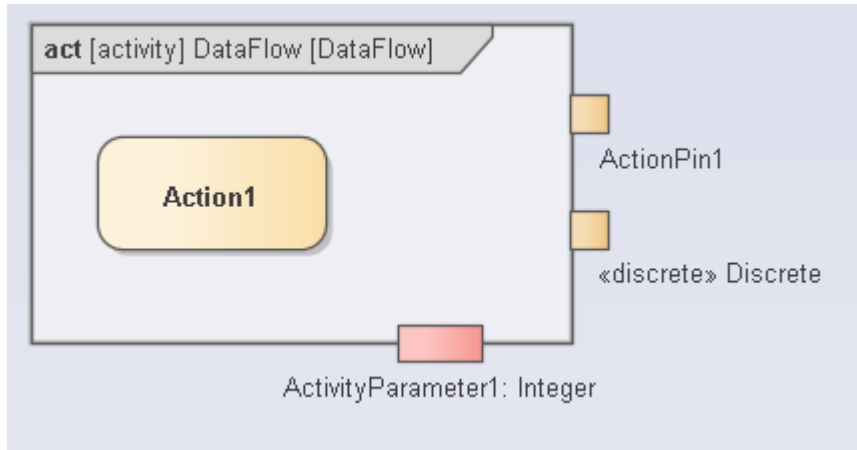 act [activity] DataFlow [DataFlow]
Action1
ActionPin1
«discrete» Discrete
ActivityParameter1: Integer